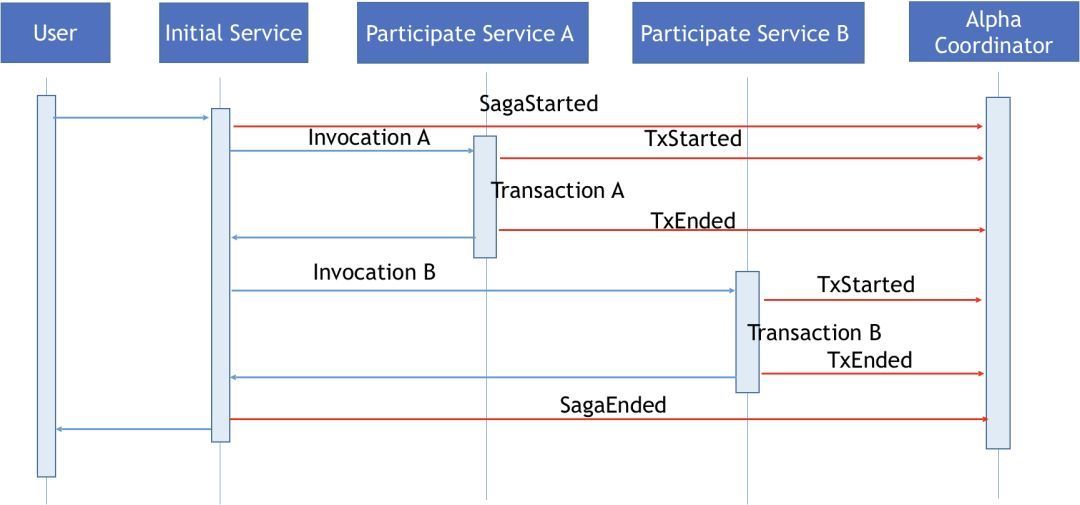 User
Initial Service
Participate Service A
Participate Service B
Alpha
Coordinator
SagaStarted
Invocation A
TxStarted
Transaction A
TxEnded
Invocation B
TxStarted
Transaction B
TxEnded
SagaEnded